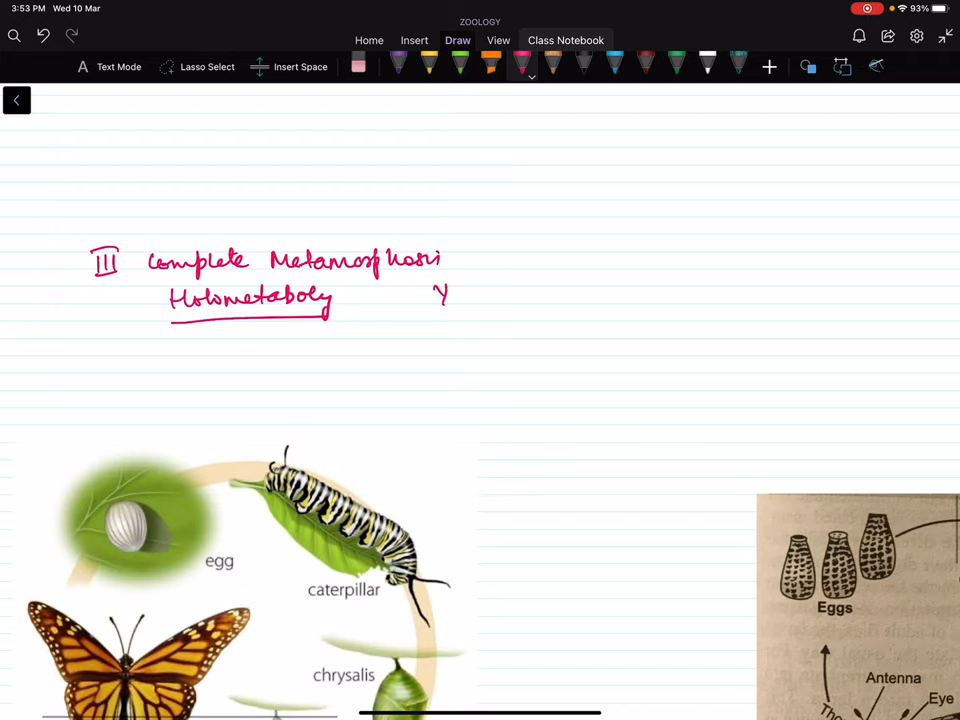 3:53 PM Wed 10 Mar
93%
ZOOLOGY
Home Insert Draw View Class Notebook
A Text Mode Lasso Select Insert Space
III Complete Metamorphosis
Holometaboly
egg
caterpillar
chrysalis
Eggs
Antenna
Eye